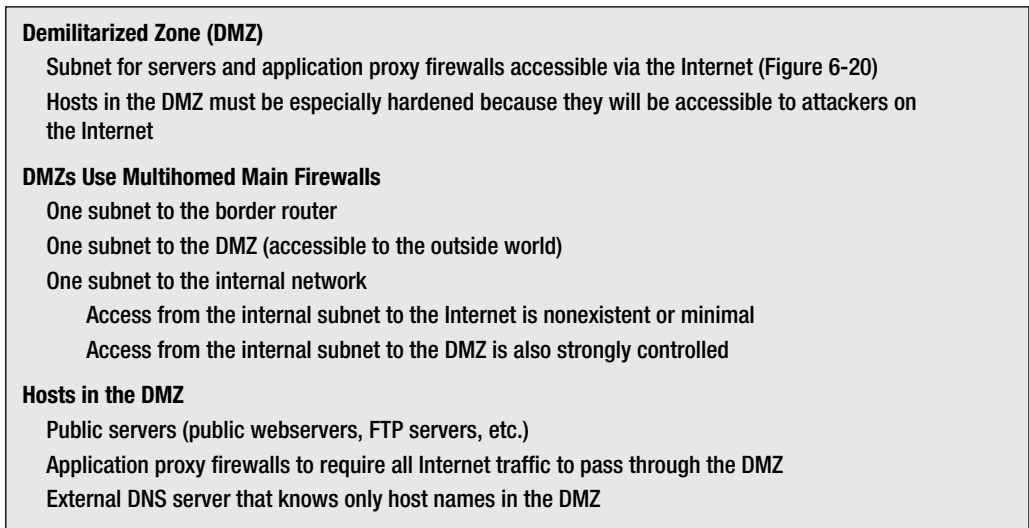 Demilitarized Zone (DMZ)
Subnet for servers and application proxy firewalls accessible via the Internet (Figure 6-20)
Hosts in the DMZ must be especially hardened because they will be accessible to attackers on
the Internet
DMZs Use Multihomed Main Firewalls
One subnet to the border router
One subnet to the DMZ (accessible to the outside world)
One subnet to the internal network
Access from the internal subnet to the Internet is nonexistent or minimal
Access from the internal subnet to the DMZ is also strongly controlled
Hosts in the DMZ
Public servers (public webservers, FTP servers, etc.)
Application proxy firewalls to require all Internet traffic to pass through the DMZ
External DNS server that knows only host names in the DMZ